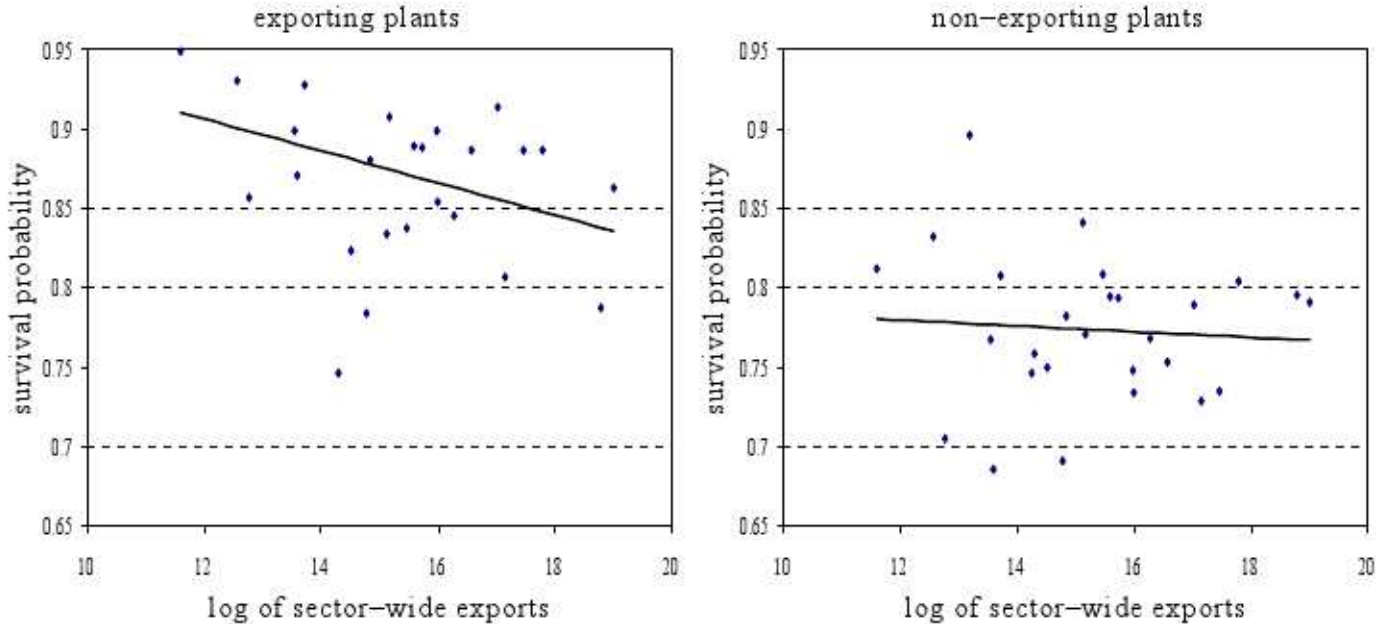 exporting plants
non−exporting plants
survival probability
0.95
0.9
0.85
0.8
0.75
0.7
0.65
10 12 14 16 18 20
log of sector−wide exports
survival probability
0.95
0.9
0.85
0.8
0.75
0.7
0.65
10 12 14 16 18 20
log of sector−wide exports